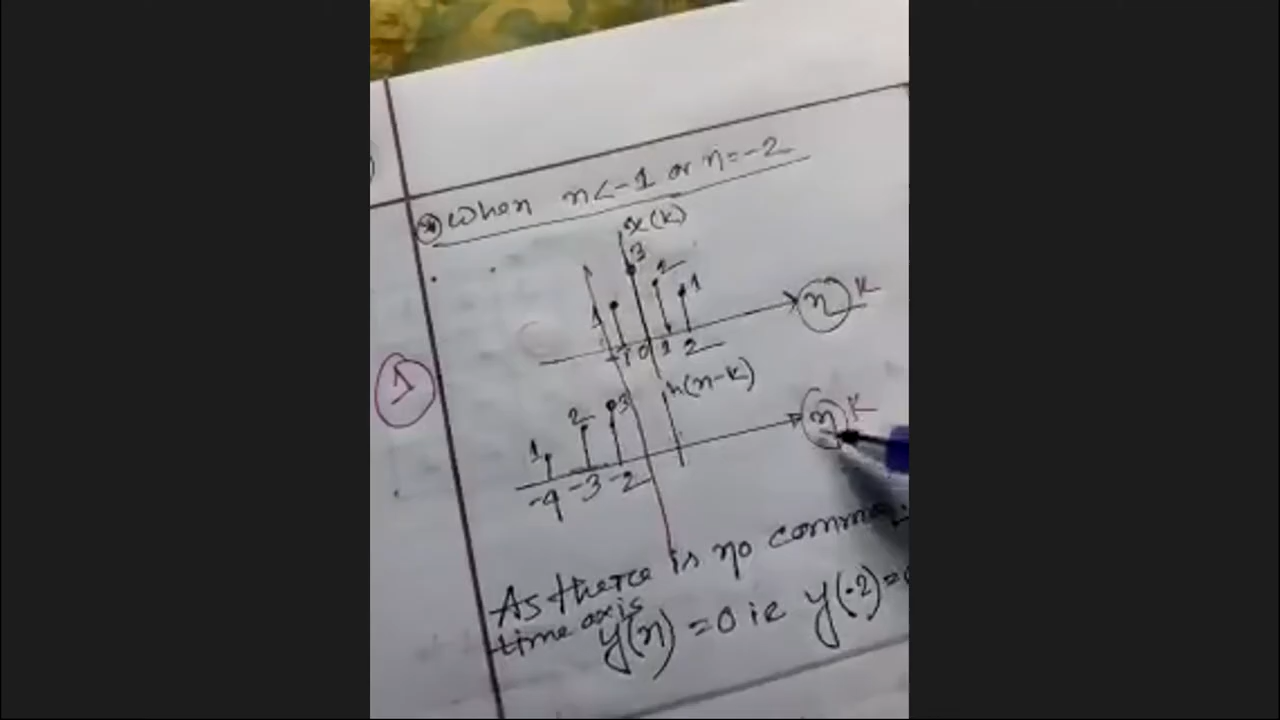 When n<-1 or n=-2
x(k)
3
1 2 1
-1 0 1 2
n k
1
h(n-k)
1 2 3
-4 -3 -2
n k
As there is no common
time axis
y(n) = 0 ie y(-2)=